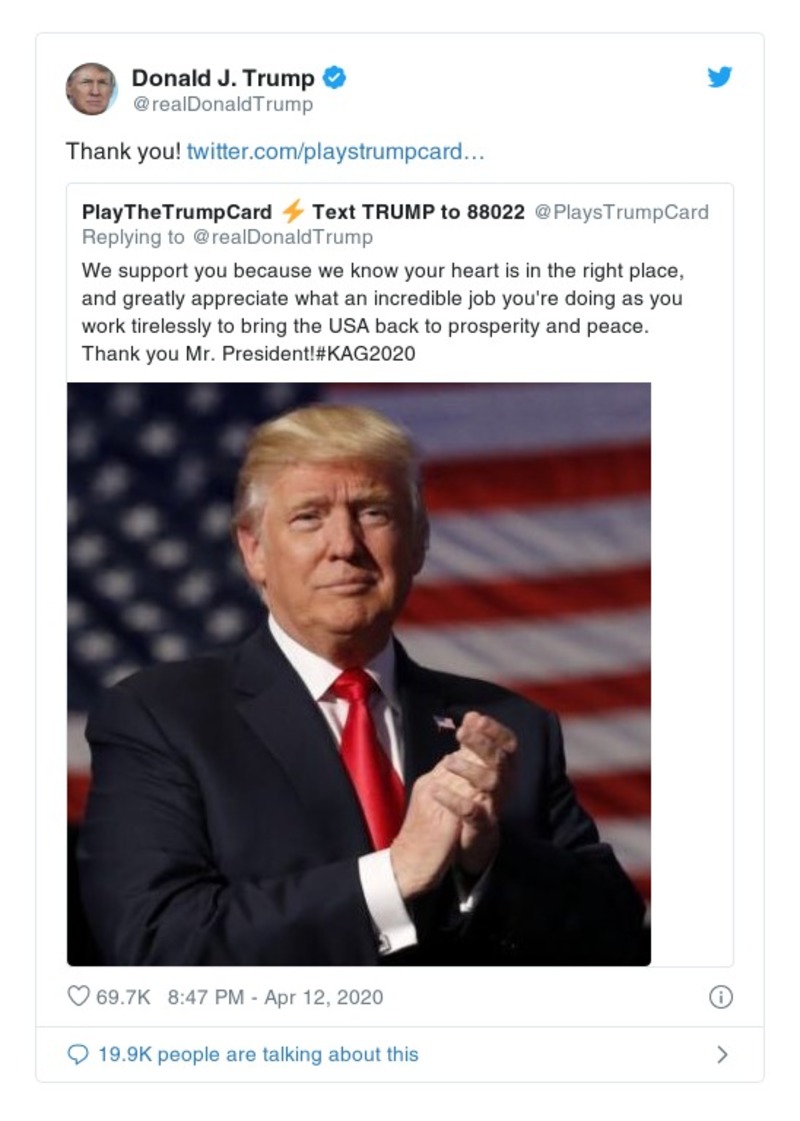 Donald J. Trump
@realDonaldTrump
Thank you! twitter.com/playstrumpcard…
PlayTheTrumpCard ⚡ Text TRUMP to 88022 @PlaysTrumpCard
Replying to @realDonaldTrump
We support you because we know your heart is in the right place,
and greatly appreciate what an incredible job you're doing as you
work tirelessly to bring the USA back to prosperity and peace.
Thank you Mr. President!#KAG2020
69.7K 8:47 PM - Apr 12, 2020
19.9K people are talking about this